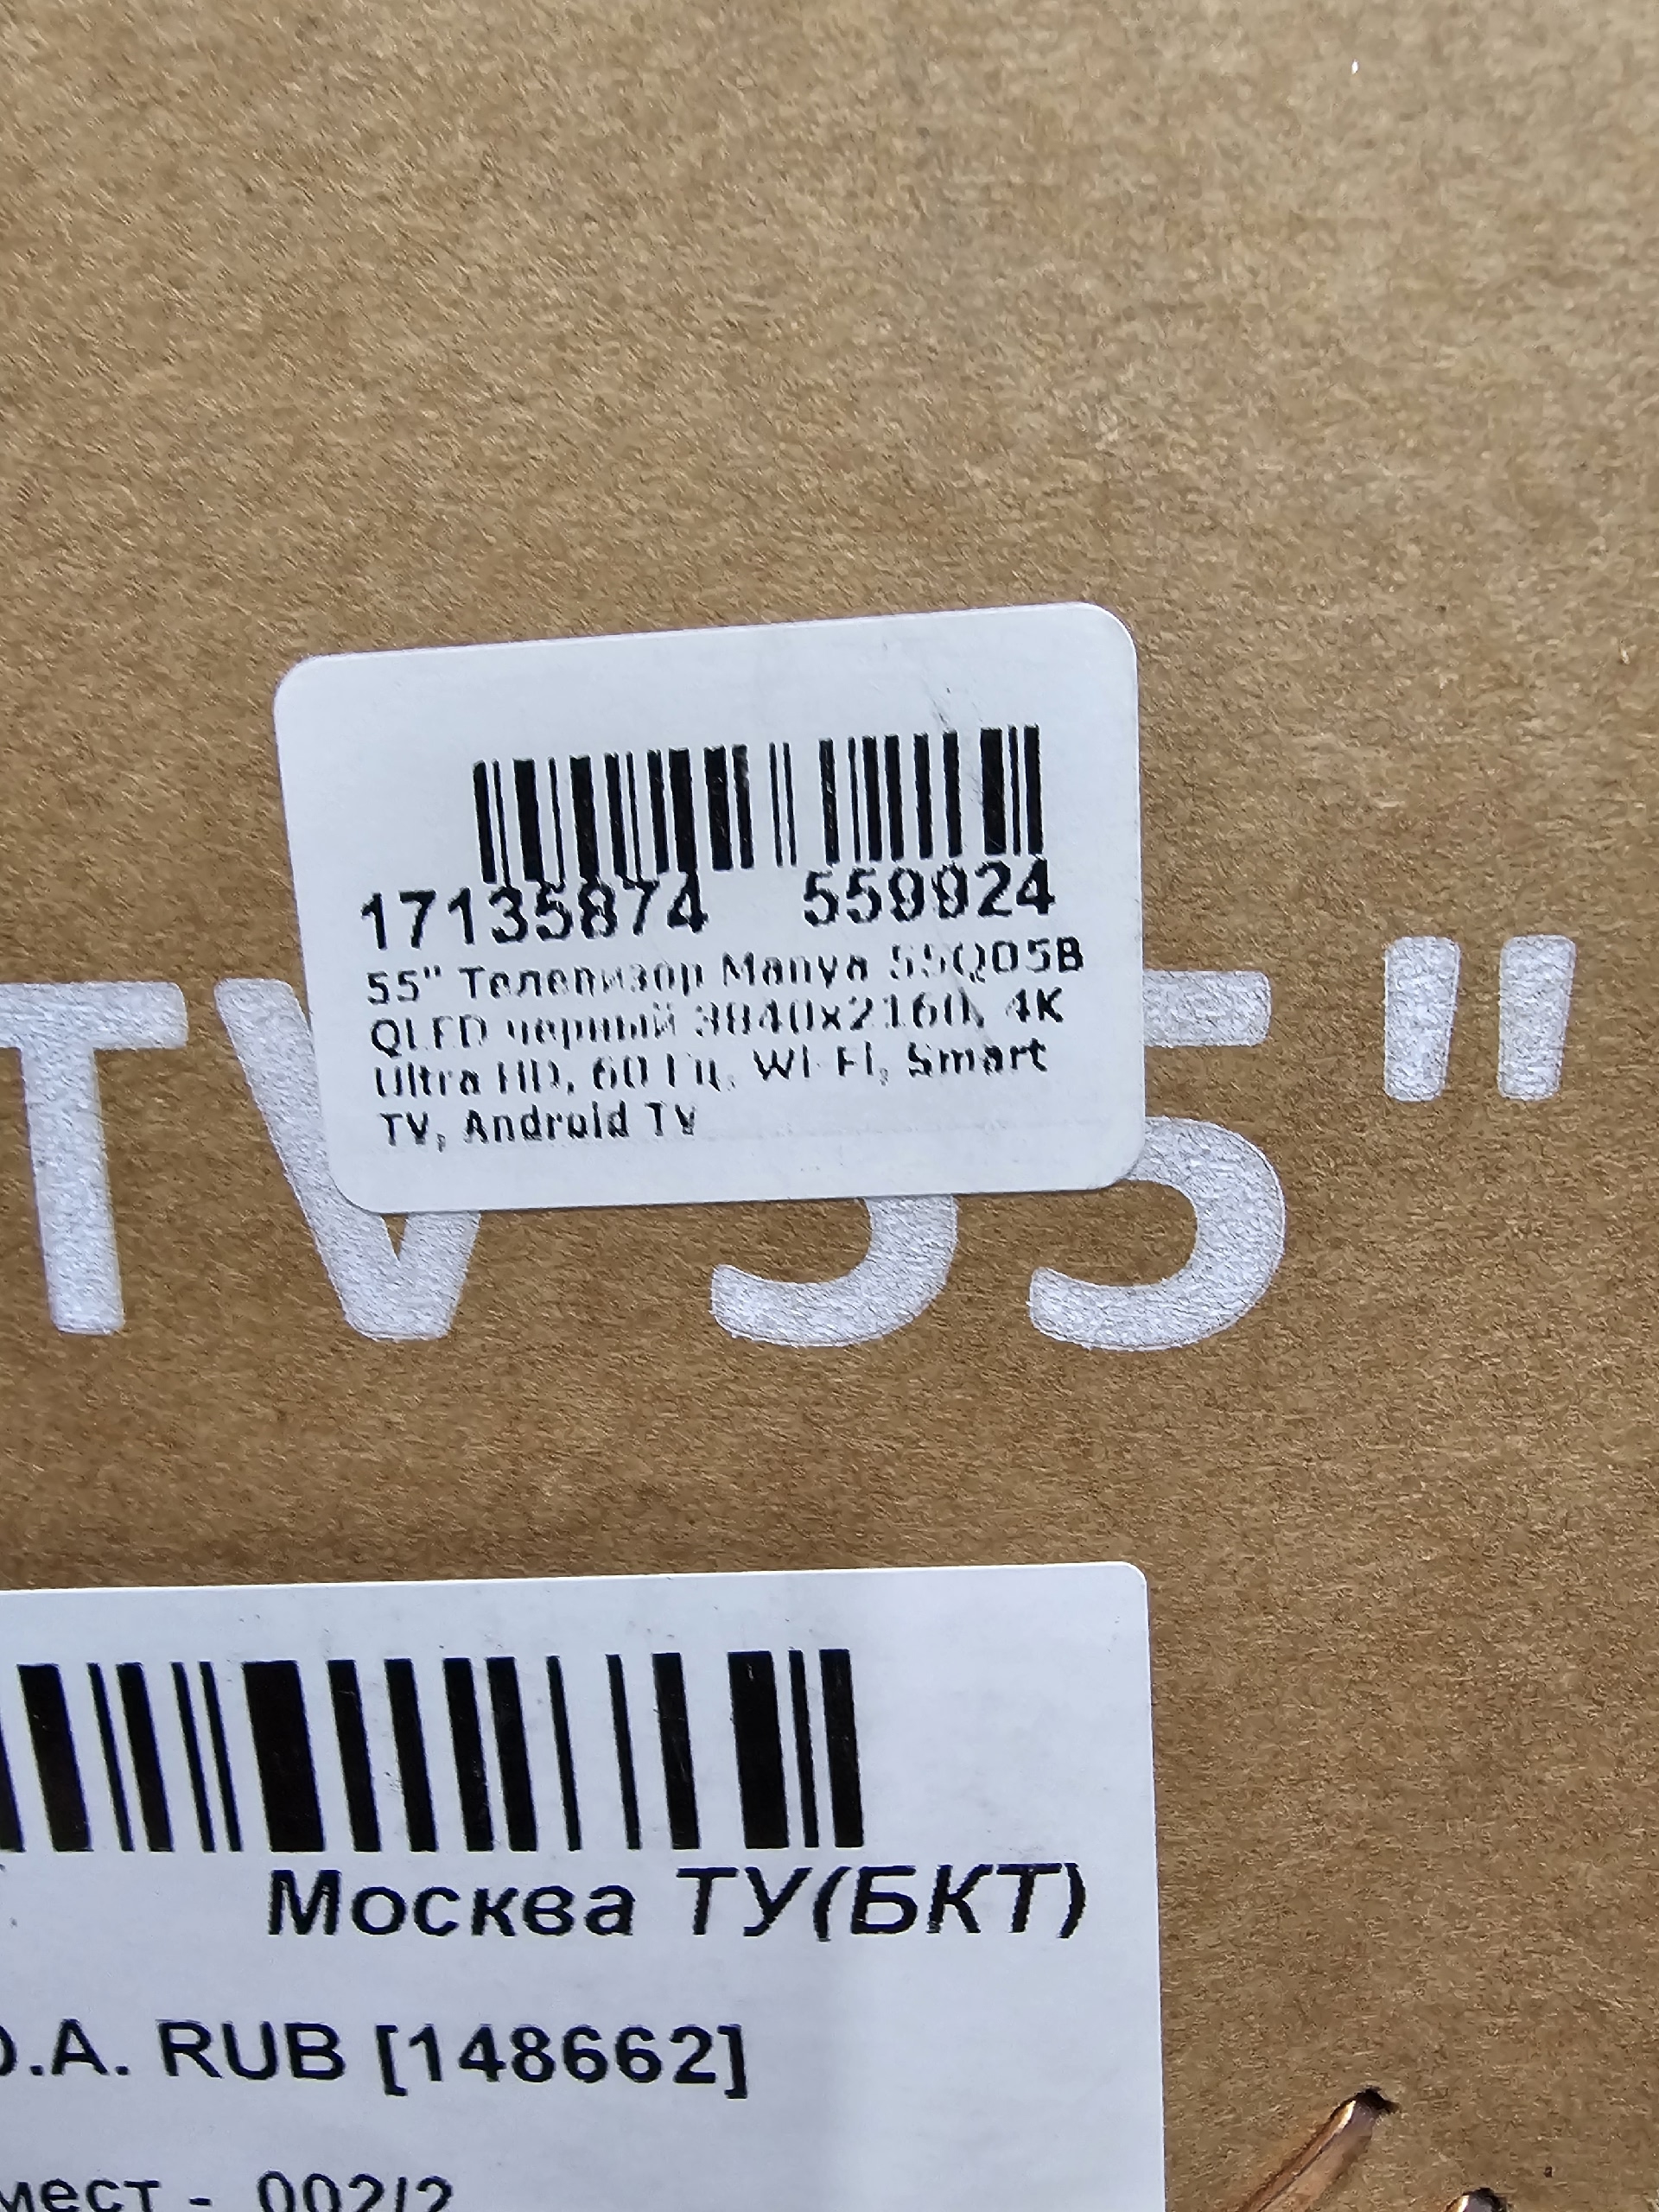 17135874 559924
55" Телевизор Manya 55Q05B
QLED черный 3840x2160, 4K
Ultra HD, 60 Гц, Wi-Fi, Smart
TV, Android TV
TV 55"
Москва ТУ(БКТ)
.А. RUB [148662]
мест - 002/2